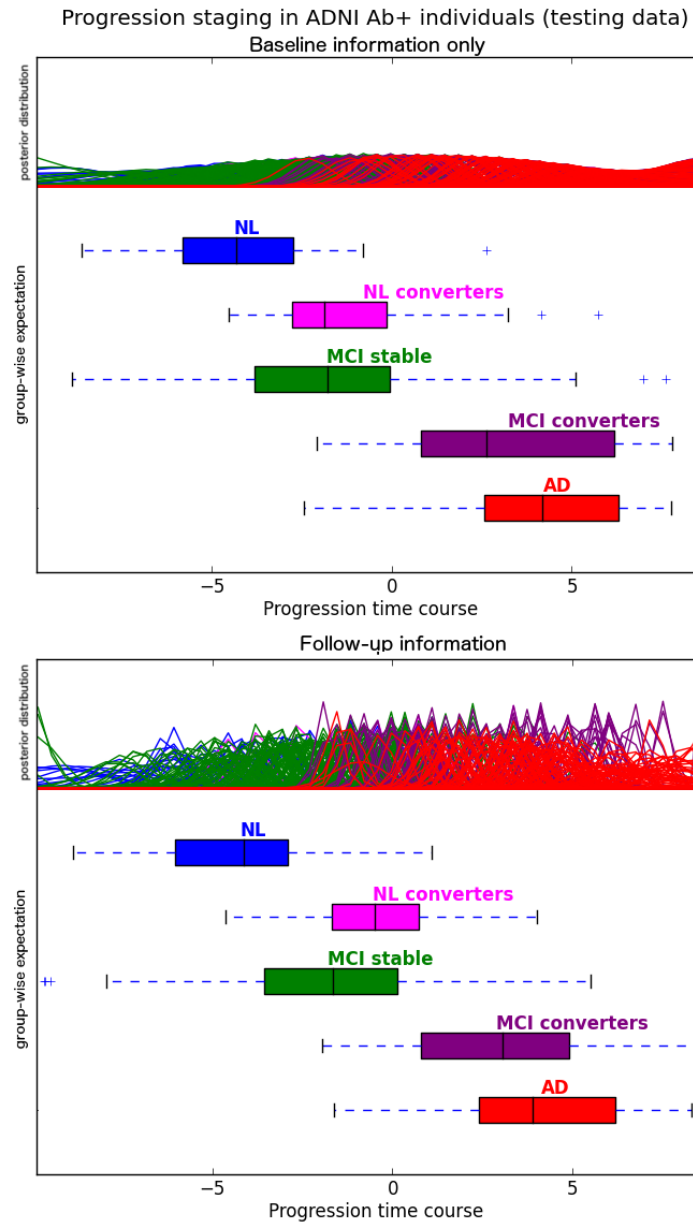 Progression staging in ADNI Ab+ individuals (testing data)
Baseline information only
posterior distribution
NL
NL converters
MCI stable
MCI converters
AD
group-wise expectation
−5 0 5
Progression time course
Follow-up information
posterior distribution
NL
NL converters
MCI stable
MCI converters
AD
group-wise expectation
−5 0 5
Progression time course